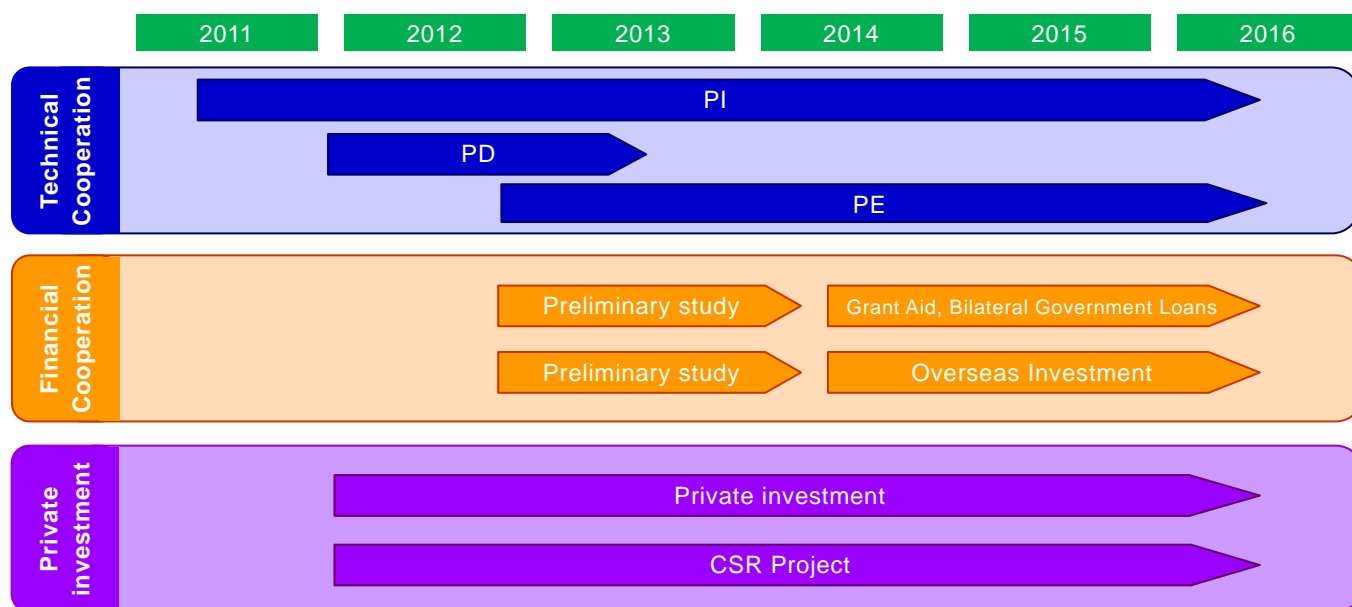 2011 2012 2013 2014 2015 2016
Technical
Cooperation
PI
PD
PE
Financial
Cooperation
Preliminary study
Grant Aid, Bilateral Government Loans
Preliminary study
Overseas Investment
Private
investment
Private investment
CSR Project